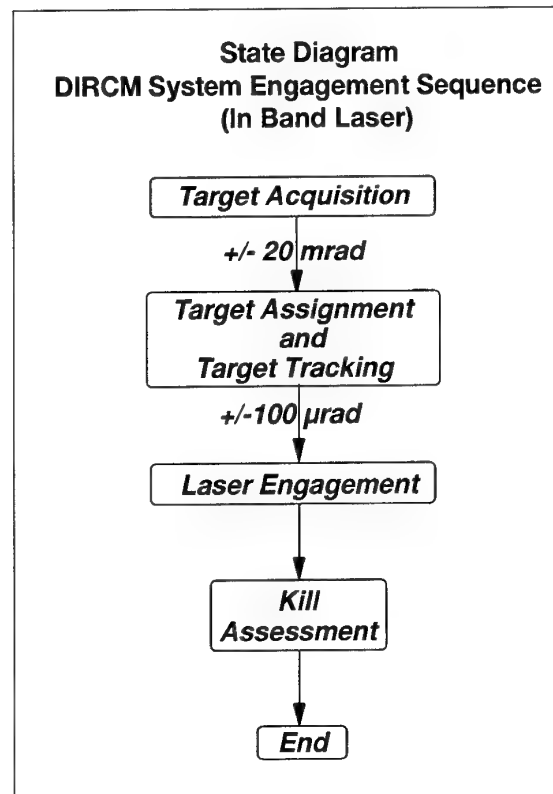 State Diagram
DIRCM System Engagement Sequence
(In Band Laser)
Target Acquisition
+/- 20 mrad
Target Assignment
and
Target Tracking
+/-100 µrad
Laser Engagement
Kill
Assessment
End